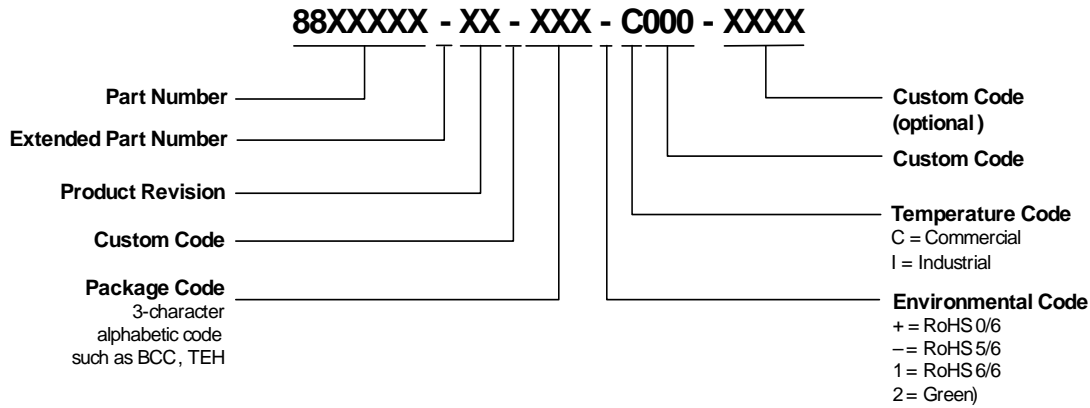 88XXXXX - XX - XXX - C000 - XXXX
Part Number
Extended Part Number
Product Revision
Custom Code
Package Code
3-character
alphabetic code
such as BCC, TEH
Custom Code
(optional)
Custom Code
Temperature Code
C = Commercial
I = Industrial
Environmental Code
+ = RoHS 0/6
– = RoHS 5/6
1 = RoHS 6/6
2 = Green)